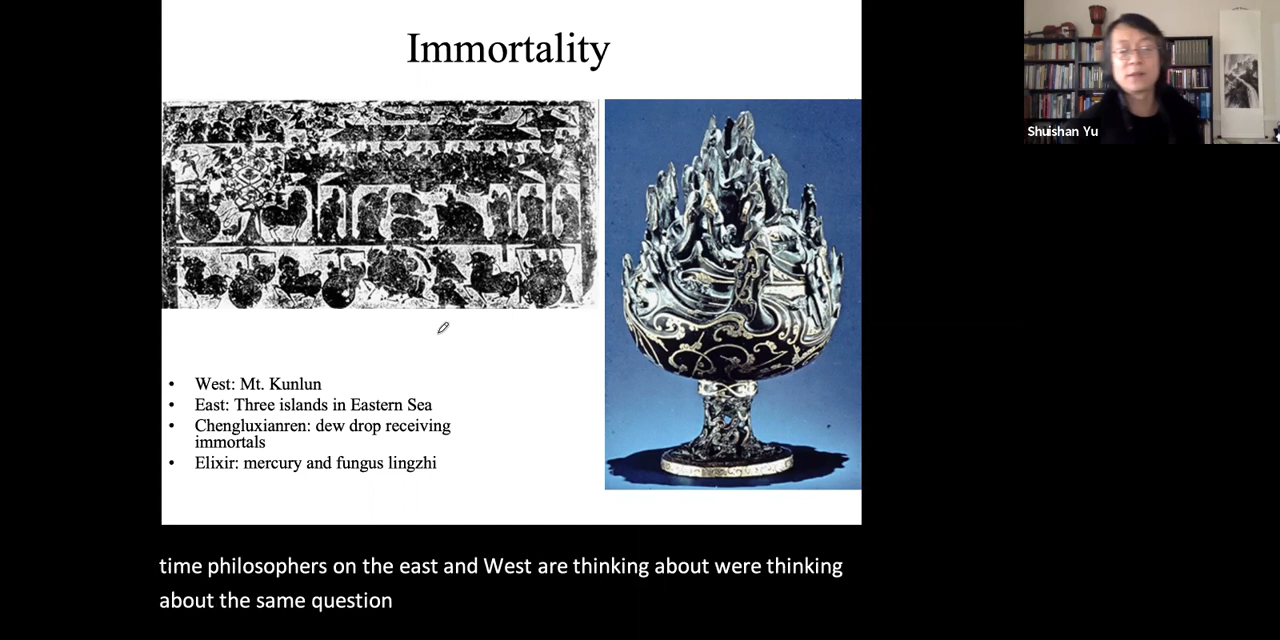 Immortality
Shuishan Yu
• West: Mt. Kunlun
• East: Three islands in Eastern Sea
• Chengluxianren: dew drop receiving
immortals
• Elixir: mercury and fungus lingzhi
time philosophers on the east and West are thinking about were thinking
about the same question